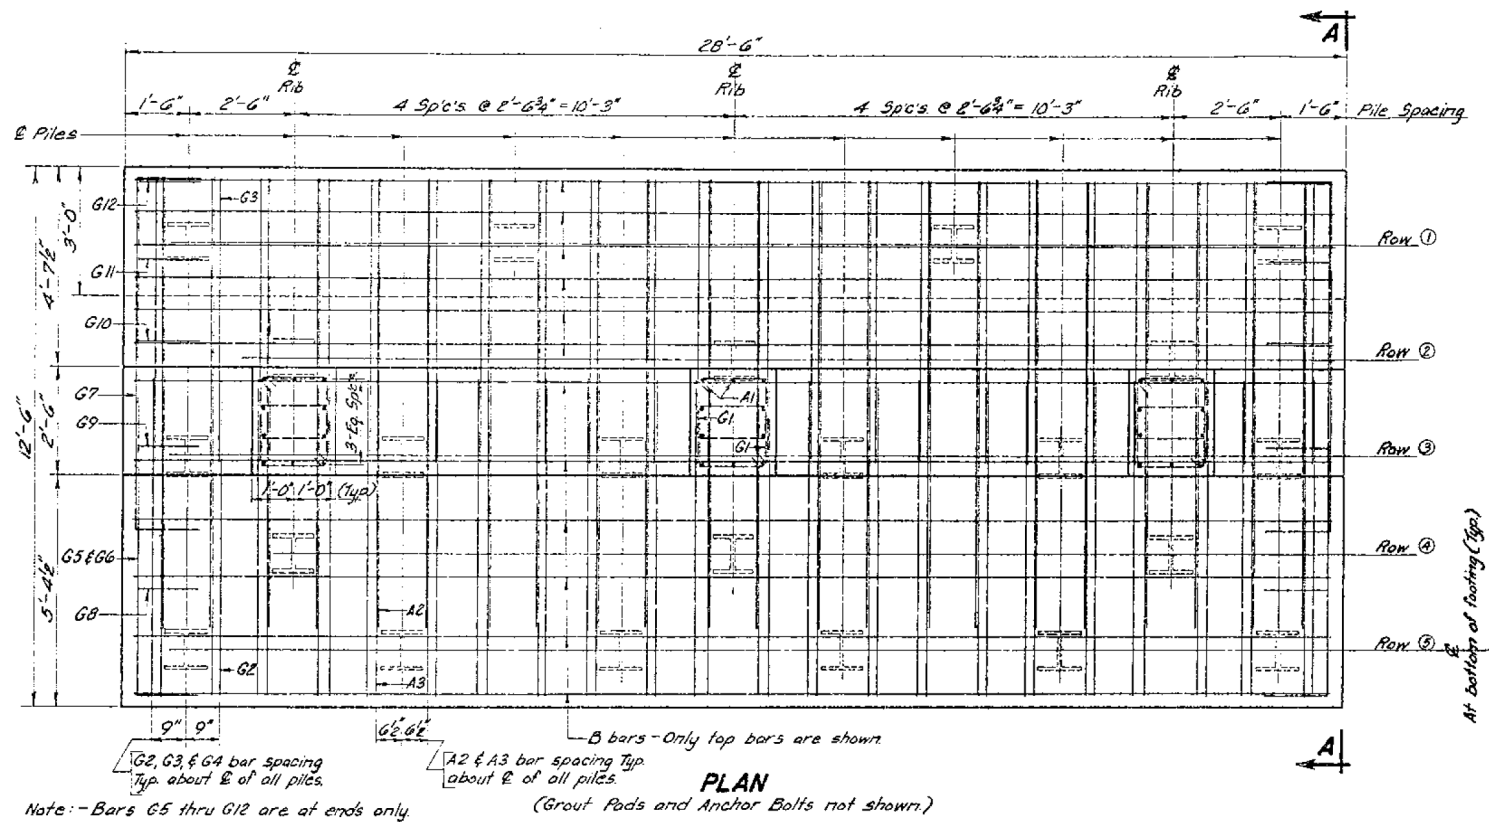 A
28'-6"
℄
Rib
℄
Rib
℄
Rib
1'-6"
2'-6"
4 Spc's. @ 2'-6¾" = 10'-3"
4 Spc's. @ 2'-6¾" = 10'-3"
2'-6"
1'-6"
Pile Spacing
℄ Piles
G12
G3
3'-0"
Row ①
G11
4'-7½"
G10
Row ②
G7
A1
3-Eq. Spc's
G9
G1
2'-6"
12'-6"
G1
Row ③
1'-0" 1'-0" (Typ.)
G5 & G6
Row ④
5'-4½"
G8
A2
Row ⑤
G2
A3
℄
At bottom of footing (Typ.)
9" 9"
6½" 6½"
B bars - Only top bars are shown.
G2, G3, & G4 bar spacing
Typ. about ℄ of all piles.
A2 & A3 bar spacing Typ.
about ℄ of all piles.
A
PLAN
(Grout Pads and Anchor Bolts not shown.)
Note: - Bars G5 thru G12 are at ends only.